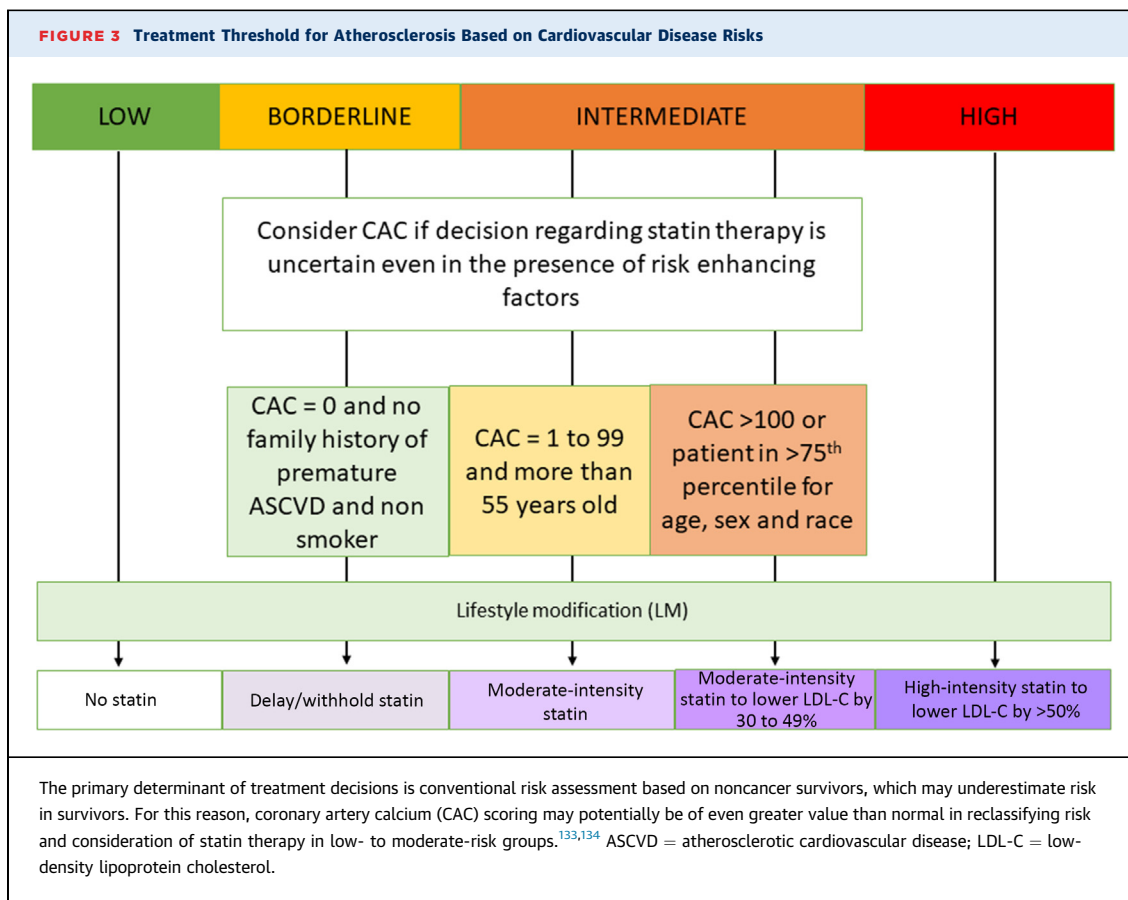 FIGURE 3 Treatment Threshold for Atherosclerosis Based on Cardiovascular Disease Risks
LOW
BORDERLINE
INTERMEDIATE
HIGH
Consider CAC if decision regarding statin therapy is
uncertain even in the presence of risk enhancing
factors
CAC = 0 and no
family history of
premature
ASCVD and non
smoker
CAC = 1 to 99
and more than
55 years old
CAC >100 or
patient in >75th
percentile for
age, sex and race
Lifestyle modification (LM)
No statin
Delay/withhold statin
Moderate-intensity
statin
Moderate-intensity
statin to lower LDL-C by
30 to 49%
High-intensity statin to
lower LDL-C by >50%
The primary determinant of treatment decisions is conventional risk assessment based on noncancer survivors, which may underestimate risk
in survivors. For this reason, coronary artery calcium (CAC) scoring may potentially be of even greater value than normal in reclassifying risk
and consideration of statin therapy in low- to moderate-risk groups.133,134 ASCVD = atherosclerotic cardiovascular disease; LDL-C = low-
density lipoprotein cholesterol.